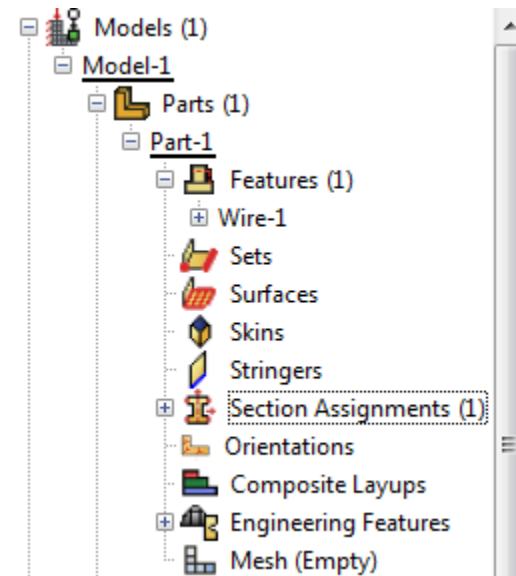 Models (1)
Model-1
Parts (1)
Part-1
Features (1)
Wire-1
Sets
Surfaces
Skins
Stringers
Section Assignments (1)
Orientations
Composite Layups
Engineering Features
Mesh (Empty)